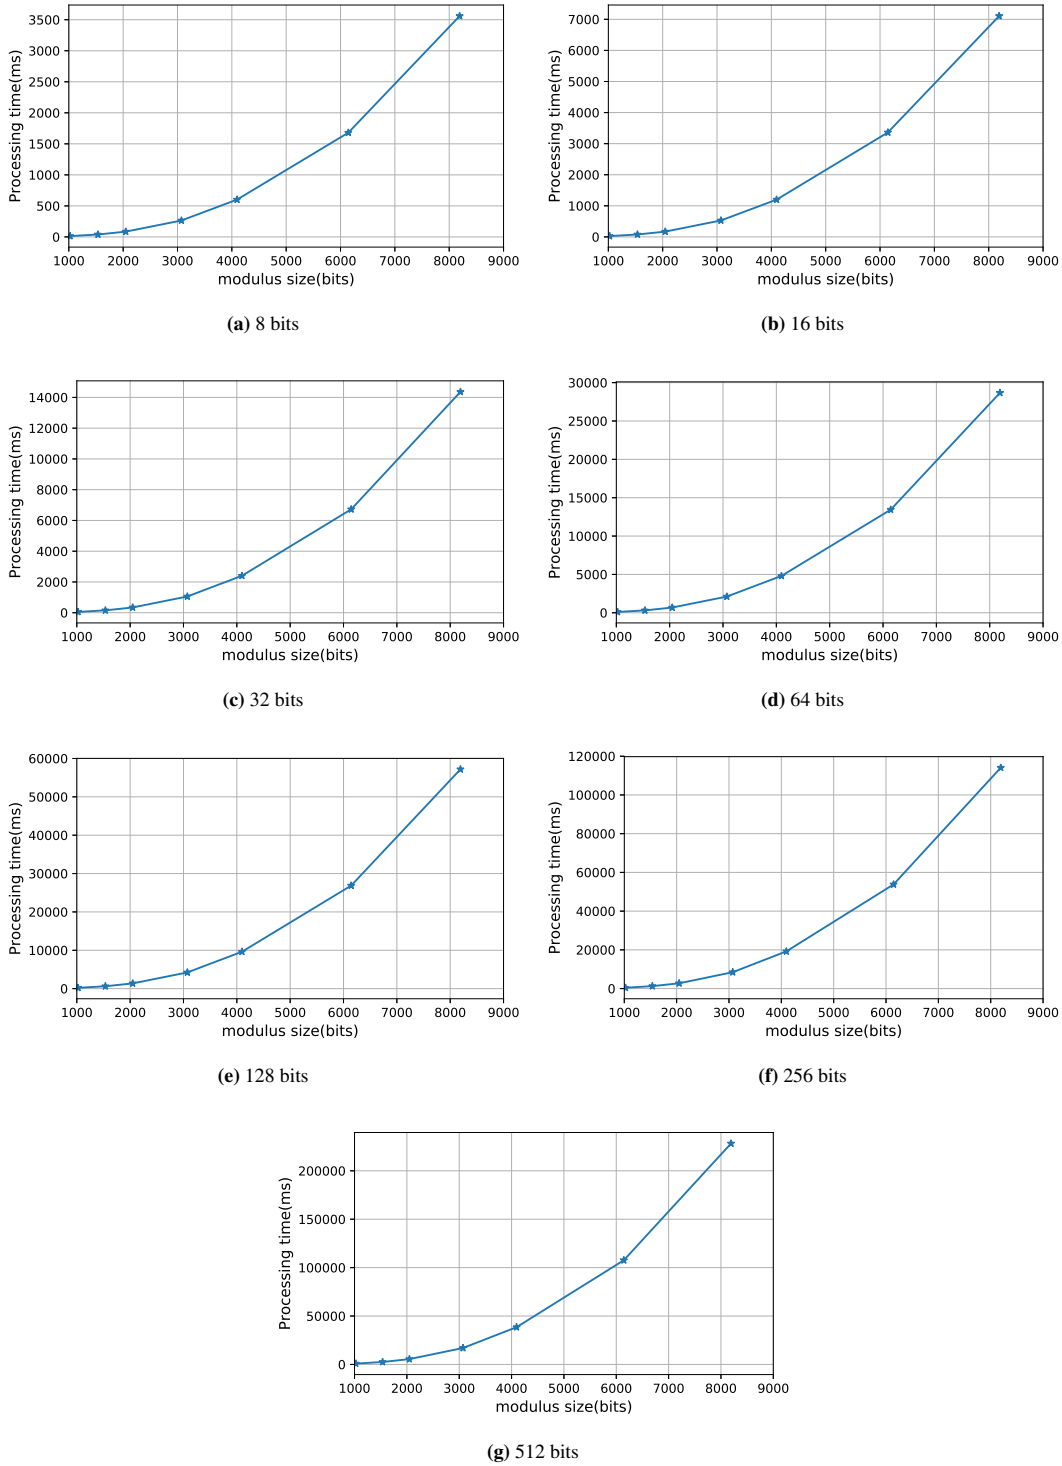 3500
3000
2500
2000
1500
1000
500
0
Processing time(ms)
1000 2000 3000 4000 5000 6000 7000 8000 9000
modulus size(bits)
(a) 8 bits
7000
6000
5000
4000
3000
2000
1000
0
Processing time(ms)
1000 2000 3000 4000 5000 6000 7000 8000 9000
modulus size(bits)
(b) 16 bits
14000
12000
10000
8000
6000
4000
2000
0
Processing time(ms)
1000 2000 3000 4000 5000 6000 7000 8000 9000
modulus size(bits)
(c) 32 bits
30000
25000
20000
15000
10000
5000
0
Processing time(ms)
1000 2000 3000 4000 5000 6000 7000 8000 9000
modulus size(bits)
(d) 64 bits
60000
50000
40000
30000
20000
10000
0
Processing time(ms)
1000 2000 3000 4000 5000 6000 7000 8000 9000
modulus size(bits)
(e) 128 bits
120000
100000
80000
60000
40000
20000
0
Processing time(ms)
1000 2000 3000 4000 5000 6000 7000 8000 9000
modulus size(bits)
(f) 256 bits
200000
150000
100000
50000
0
Processing time(ms)
1000 2000 3000 4000 5000 6000 7000 8000 9000
modulus size(bits)
(g) 512 bits